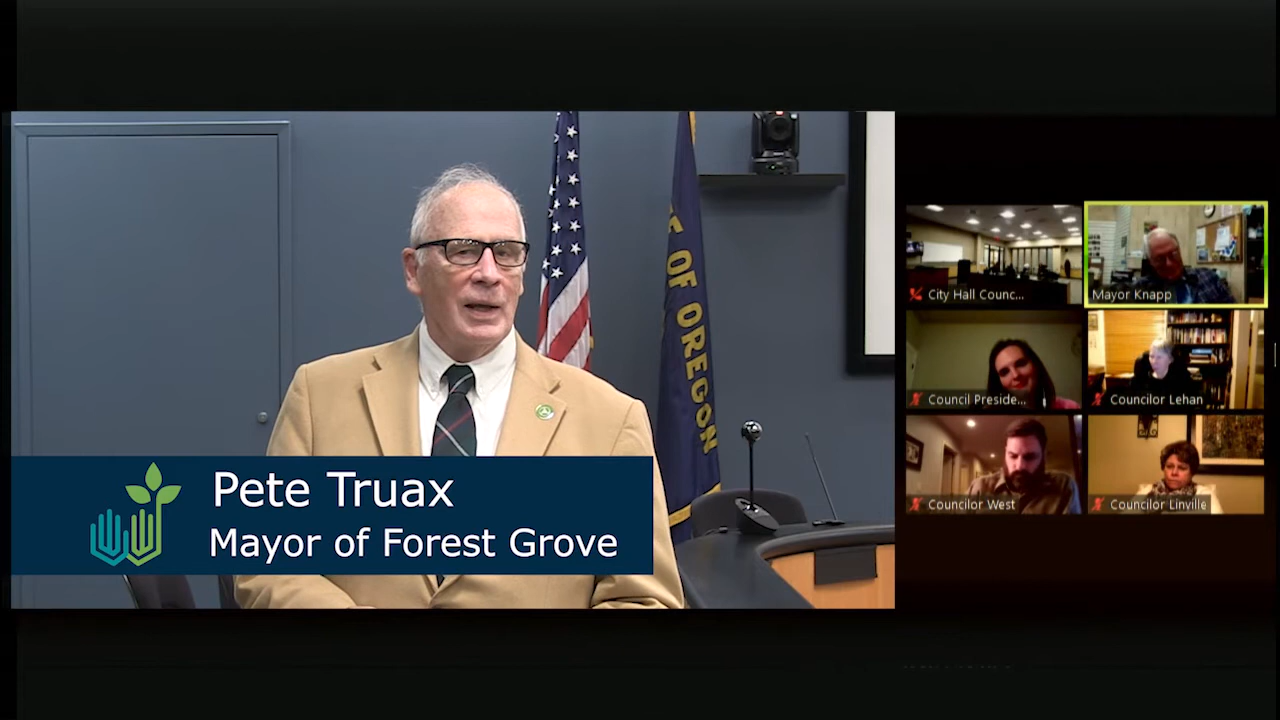 E OF OREGON
Pete Truax
Mayor of Forest Grove
City Hall Counc...
Mayor Knapp
Council Preside...
Councilor Lehan
Councilor West
Councilor Linville